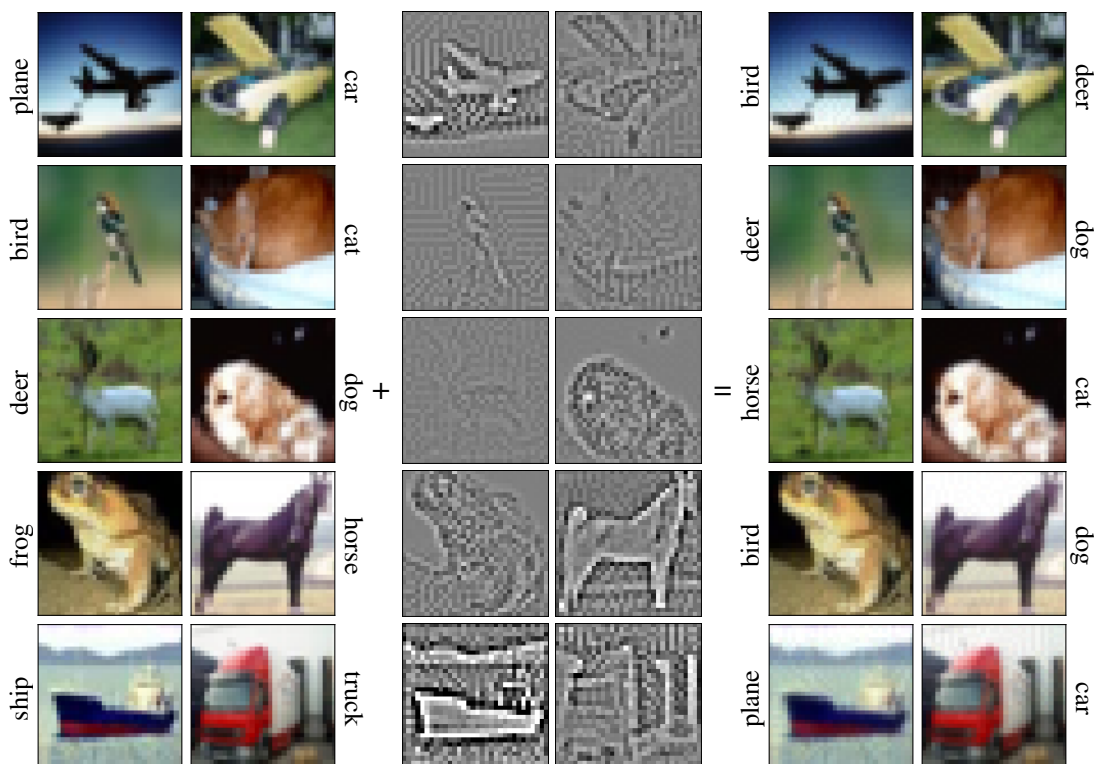 plane
car
bird
deer
bird
cat
deer
dog
deer
dog
+
=
horse
cat
frog
horse
bird
dog
ship
truck
plane
car